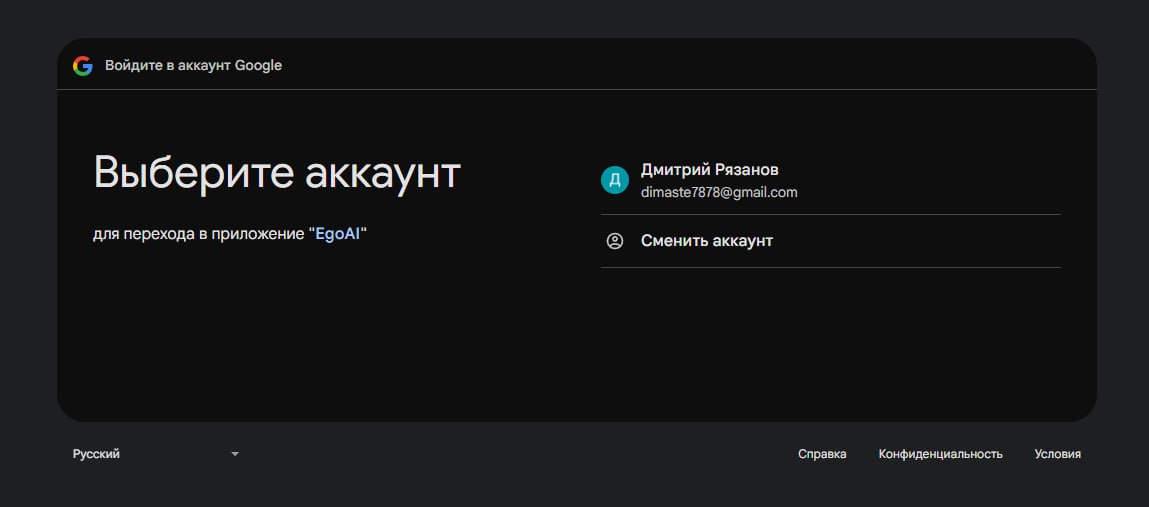 Войдите в аккаунт Google
Выберите аккаунт
для перехода в приложение "EgoAI"
Д
Дмитрий Рязанов
dimaste7878@gmail.com
Сменить аккаунт
Русский
Справка
Конфиденциальность
Условия